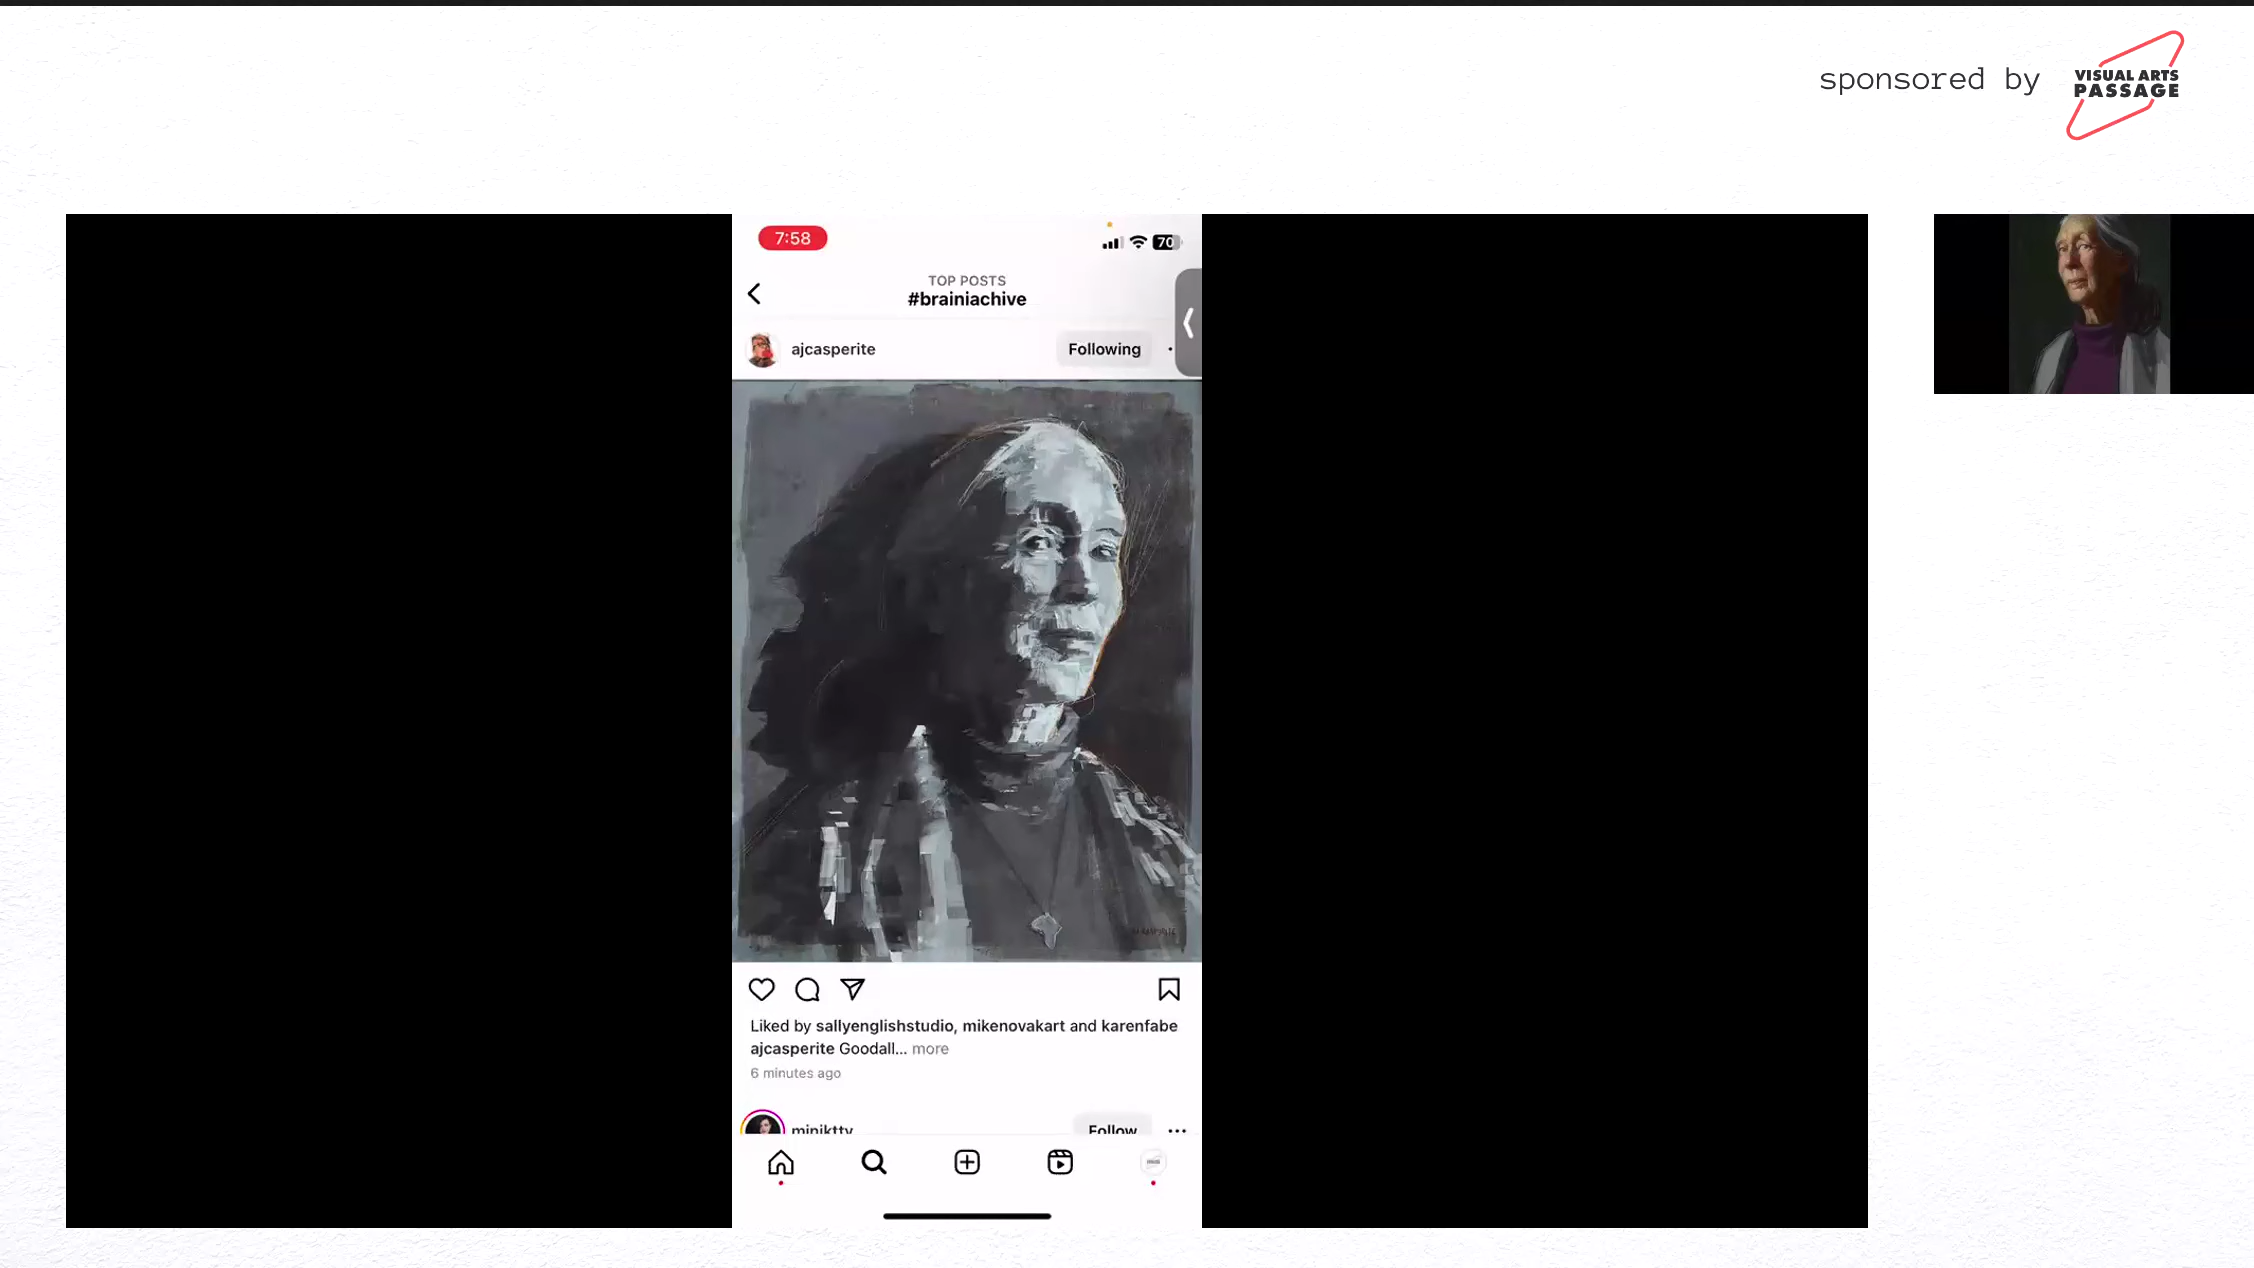 sponsored by
VISUAL ARTS
PASSAGE
7:58
70
TOP POSTS
#brainiachive
ajcasperite
Following
Liked by sallyenglishstudio, mikenovakart and karenfabe
ajcasperite Goodall... more
6 minutes ago
miniktty
Follow